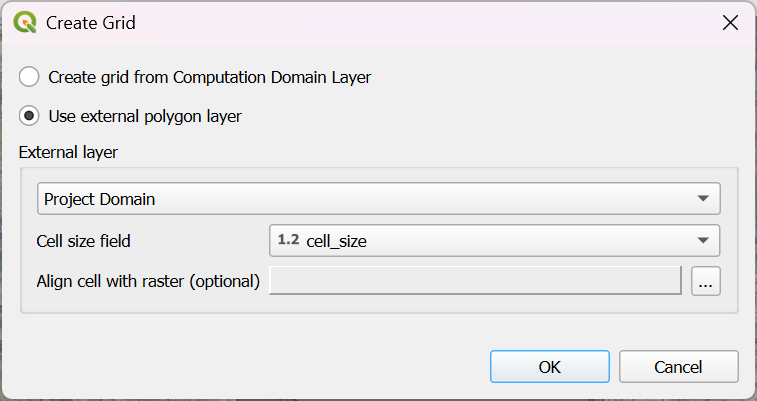 Create Grid
Create grid from Computation Domain Layer
Use external polygon layer
External layer
Project Domain
Cell size field 1.2 cell_size
Align cell with raster (optional) ...
OK Cancel